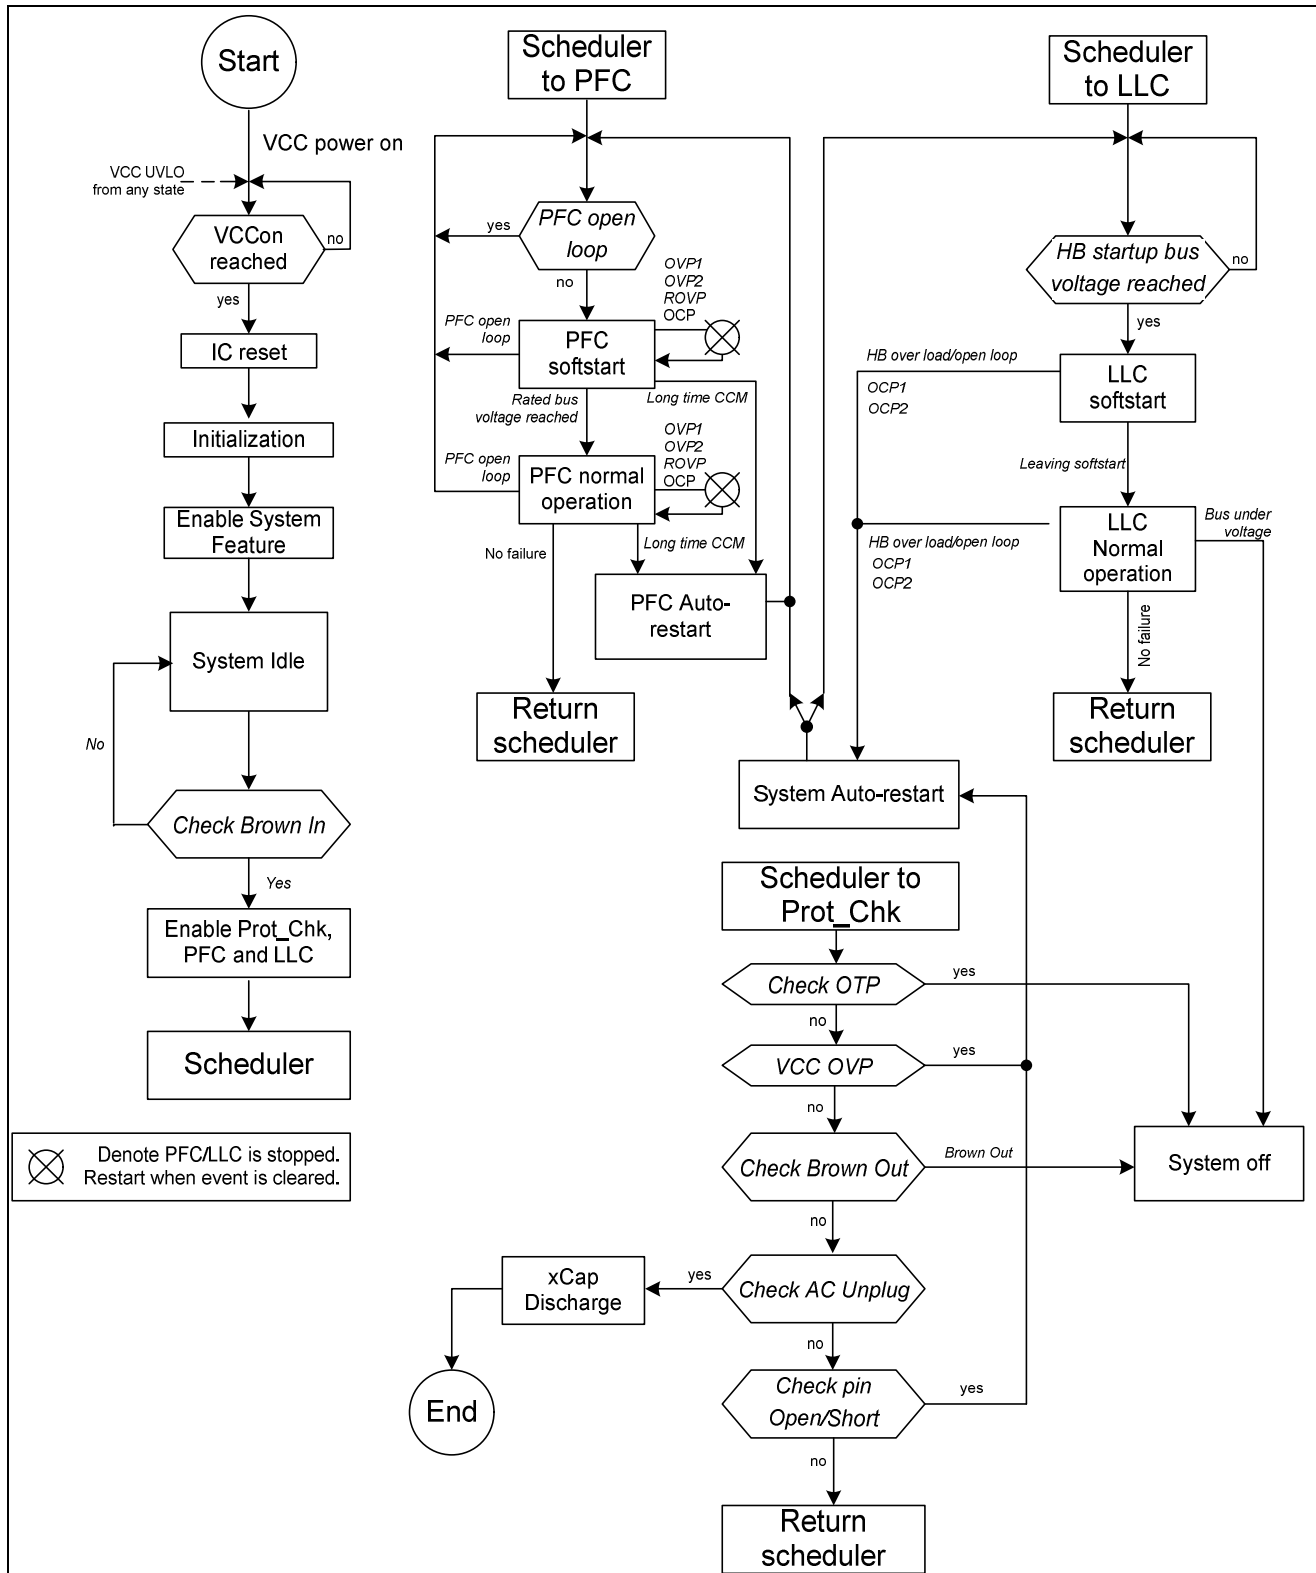 Start
VCC power on
VCC UVLO
from any state
VCCon
reached
no
yes
IC reset
Initialization
Enable System
Feature
System Idle
No
Check Brown In
Yes
Enable Prot_Chk,
PFC and LLC
Scheduler
Denote PFC/LLC is stopped.
Restart when event is cleared.
Scheduler
to PFC
PFC open
loop
yes
no
OVP1
OVP2
ROVP
OCP
PFC open
loop
PFC
softstart
Rated bus
voltage reached
Long time CCM
OVP1
OVP2
ROVP
OCP
PFC open
loop
PFC normal
operation
No failure
Long time CCM
PFC Auto-
restart
Return
scheduler
Scheduler
to LLC
HB startup bus
voltage reached
no
yes
HB over load/open loop
OCP1
OCP2
LLC
softstart
Leaving softstart
LLC
Normal
operation
Bus under
voltage
HB over load/open loop
OCP1
OCP2
No failure
Return
scheduler
System Auto-restart
Scheduler to
Prot_Chk
Check OTP
yes
no
VCC OVP
yes
no
Check Brown Out
Brown Out
System off
no
Check AC Unplug
yes
xCap
Discharge
End
no
Check pin
Open/Short
yes
no
Return
scheduler